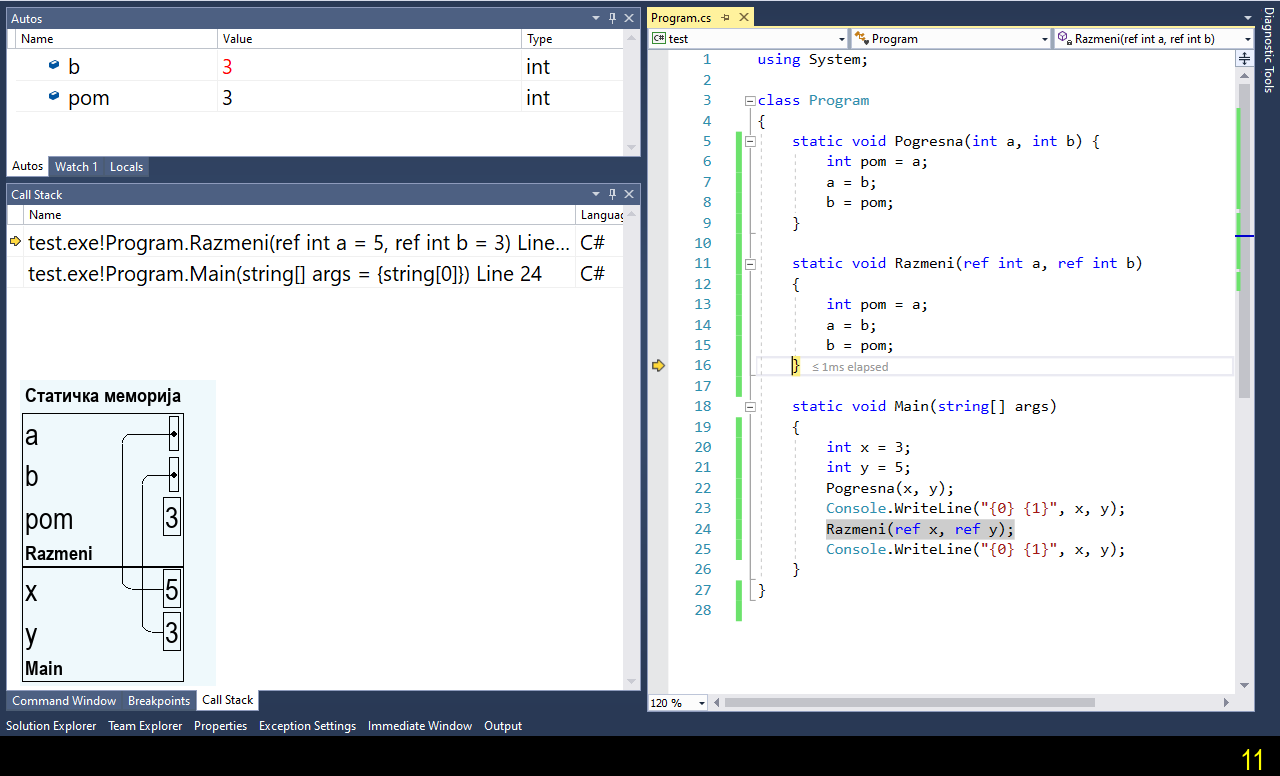 Autos
Name Value Type
b 3 int
pom 3 int
Autos Watch 1 Locals
Call Stack
Name Languag
test.exe!Program.Razmeni(ref int a = 5, ref int b = 3) Line... C#
test.exe!Program.Main(string[] args = {string[0]}) Line 24 C#
Статичка меморија
a
b
pom 3
Razmeni
x 5
y 3
Main
Command Window Breakpoints Call Stack
Solution Explorer Team Explorer Properties Exception Settings Immediate Window Output
Program.cs
C# test Program Razmeni(ref int a, ref int b)
1 using System;
2
3 class Program
4 {
5 static void Pogresna(int a, int b) {
6 int pom = a;
7 a = b;
8 b = pom;
9 }
10
11 static void Razmeni(ref int a, ref int b)
12 {
13 int pom = a;
14 a = b;
15 b = pom;
16 } ≤ 1ms elapsed
17
18 static void Main(string[] args)
19 {
20 int x = 3;
21 int y = 5;
22 Pogresna(x, y);
23 Console.WriteLine("{0} {1}", x, y);
24 Razmeni(ref x, ref y);
25 Console.WriteLine("{0} {1}", x, y);
26 }
27 }
28
120 %
Diagnostic Tools
11